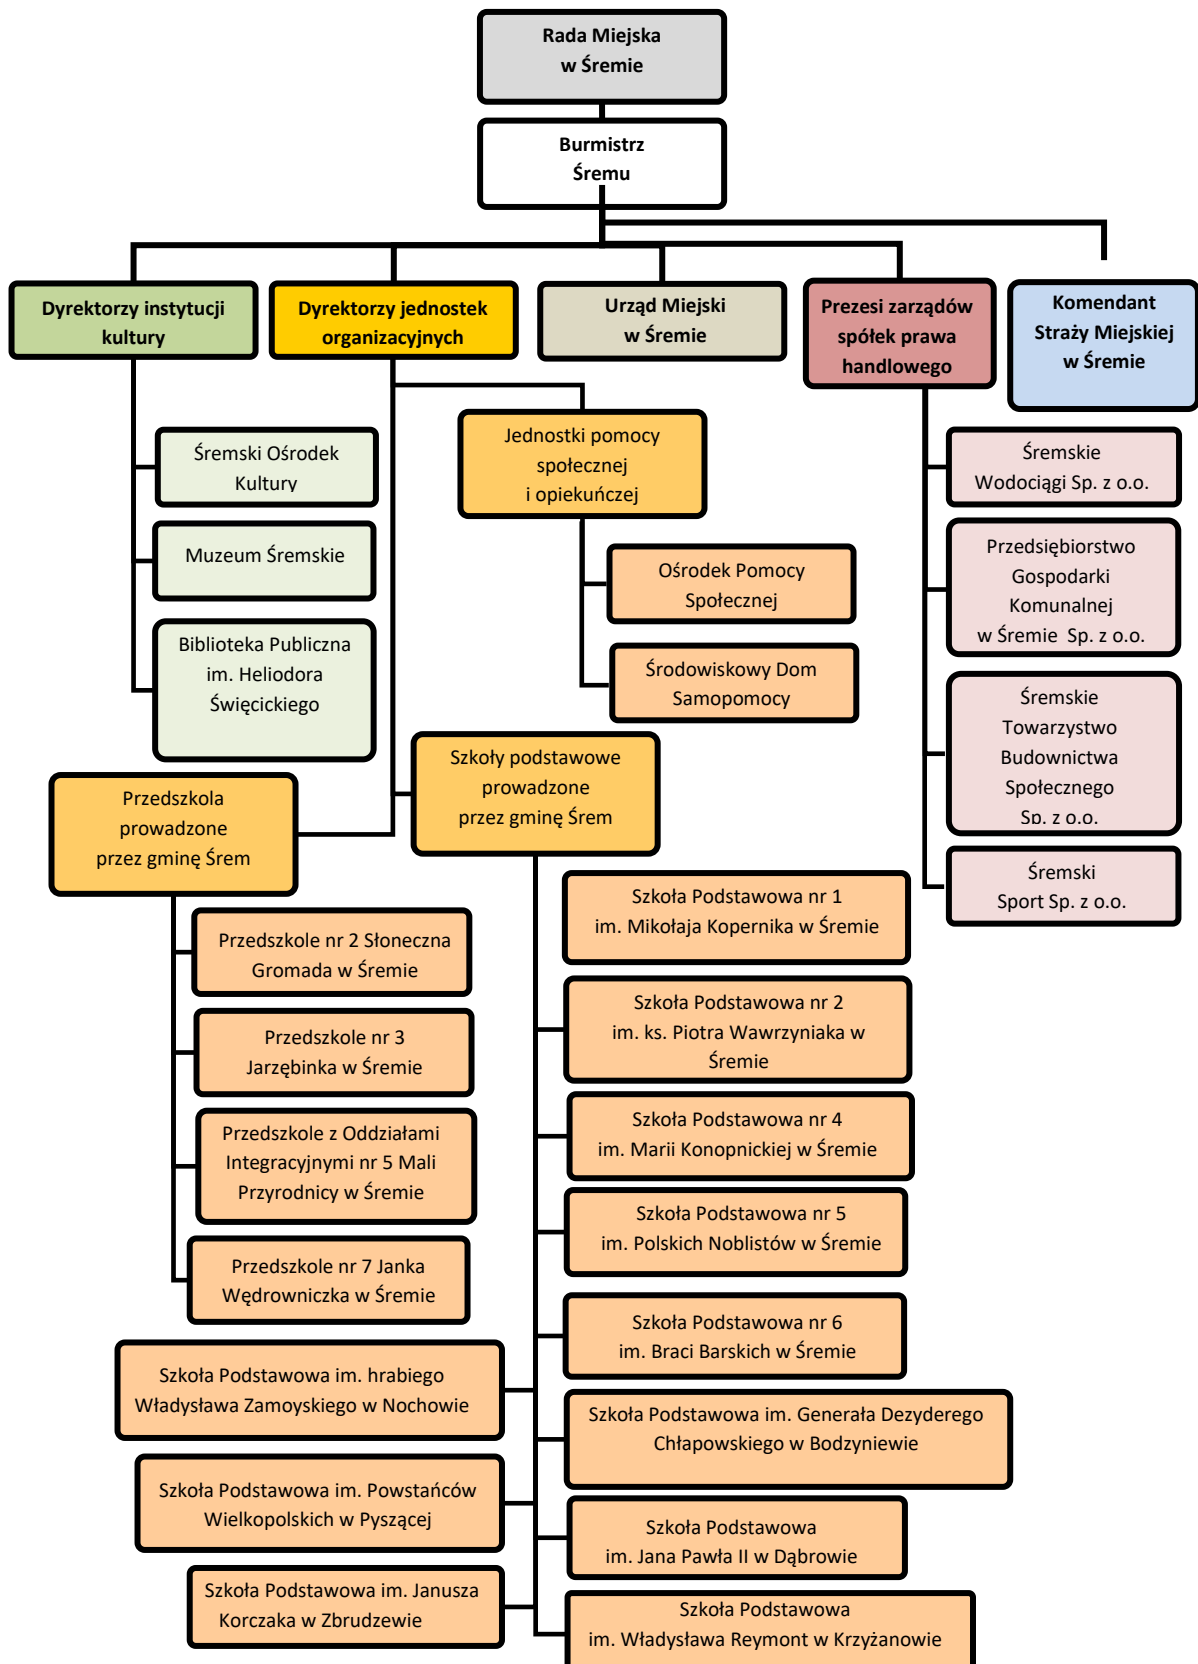 Rada Miejska
w Śremie
Burmistrz
Śremu
Dyrektorzy instytucji
kultury
Dyrektorzy jednostek
organizacyjnych
Urząd Miejski
w Śremie
Prezesi zarządów
spółek prawa
handlowego
Komendant
Straży Miejskiej
w Śremie
Śremski Ośrodek
Kultury
Muzeum Śremskie
Biblioteka Publiczna
im. Heliodora
Święcickiego
Jednostki pomocy
społecznej
i opiekuńczej
Ośrodek Pomocy
Społecznej
Środowiskowy Dom
Samopomocy
Śremskie
Wodociągi Sp. z o.o.
Przedsiębiorstwo
Gospodarki
Komunalnej
w Śremie Sp. z o.o.
Śremskie
Towarzystwo
Budownictwa
Społecznego
Sp. z o.o.
Śremski
Sport Sp. z o.o.
Przedszkola
prowadzone
przez gminę Śrem
Szkoły podstawowe
prowadzone
przez gminę Śrem
Przedszkole nr 2 Słoneczna
Gromada w Śremie
Przedszkole nr 3
Jarzębinka w Śremie
Przedszkole z Oddziałami
Integracyjnymi nr 5 Mali
Przyrodnicy w Śremie
Przedszkole nr 7 Janka
Wędrowniczka w Śremie
Szkoła Podstawowa nr 1
im. Mikołaja Kopernika w Śremie
Szkoła Podstawowa nr 2
im. ks. Piotra Wawrzyniaka w
Śremie
Szkoła Podstawowa nr 4
im. Marii Konopnickiej w Śremie
Szkoła Podstawowa nr 5
im. Polskich Noblistów w Śremie
Szkoła Podstawowa nr 6
im. Braci Barskich w Śremie
Szkoła Podstawowa im. hrabiego
Władysława Zamoyskiego w Nochowie
Szkoła Podstawowa im. Generała Dezyderego
Chłapowskiego w Bodzyniewie
Szkoła Podstawowa im. Powstańców
Wielkopolskich w Pyszącej
Szkoła Podstawowa
im. Jana Pawła II w Dąbrowie
Szkoła Podstawowa im. Janusza
Korczaka w Zbrudzewie
Szkoła Podstawowa
im. Władysława Reymont w Krzyżanowie